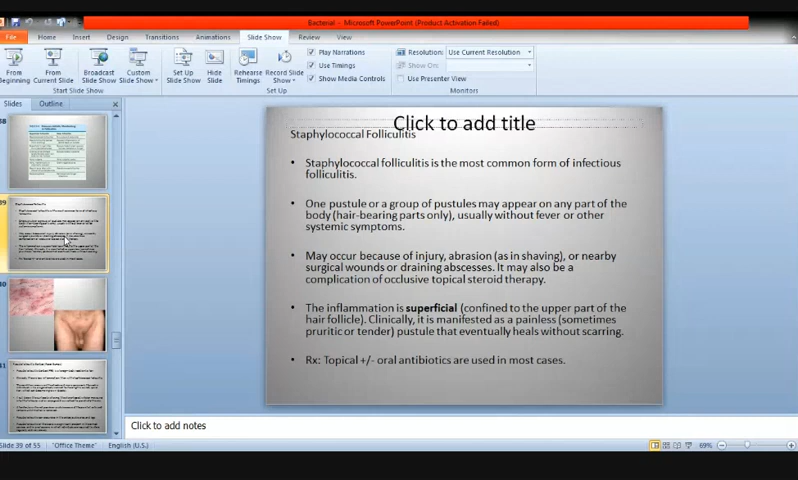 Bacterial - Microsoft PowerPoint (Product Activation Failed)
File Home Insert Design Transitions Animations Slide Show Review View
From Beginning
From Current Slide
Broadcast Slide Show
Custom Slide Show
Set Up Slide Show
Hide Slide
Rehearse Timings
Record Slide Show
Play Narrations
Use Timings
Show Media Controls
Resolution: Use Current Resolution
Show On:
Use Presenter View
Start Slide Show
Set Up
Monitors
Slides Outline
Click to add title
Staphylococcal Folliculitis
• Staphylococcal folliculitis is the most common form of infectious
folliculitis.
• One pustule or a group of pustules may appear on any part of the
body (hair-bearing parts only), usually without fever or other
systemic symptoms.
• May occur because of injury, abrasion (as in shaving), or nearby
surgical wounds or draining abscesses. It may also be a
complication of occlusive topical steroid therapy.
• The inflammation is superficial (confined to the upper part of the
hair follicle). Clinically, it is manifested as a painless (sometimes
pruritic or tender) pustule that eventually heals without scarring.
• Rx: Topical +/- oral antibiotics are used in most cases.
Click to add notes
Slide 39 of 55 "Office Theme" English (U.S.) 69%